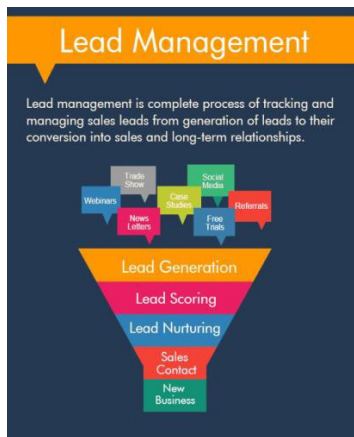 Lead Management
Lead management is complete process of tracking and
managing sales leads from generation of leads to their
conversion into sales and long-term relationships.
Trade
Show
Social
Media
Webinars
Case
Studies
Referrals
News
Letters
Free
Trials
Lead Generation
Lead Scoring
Lead Nurturing
Sales
Contact
New
Business